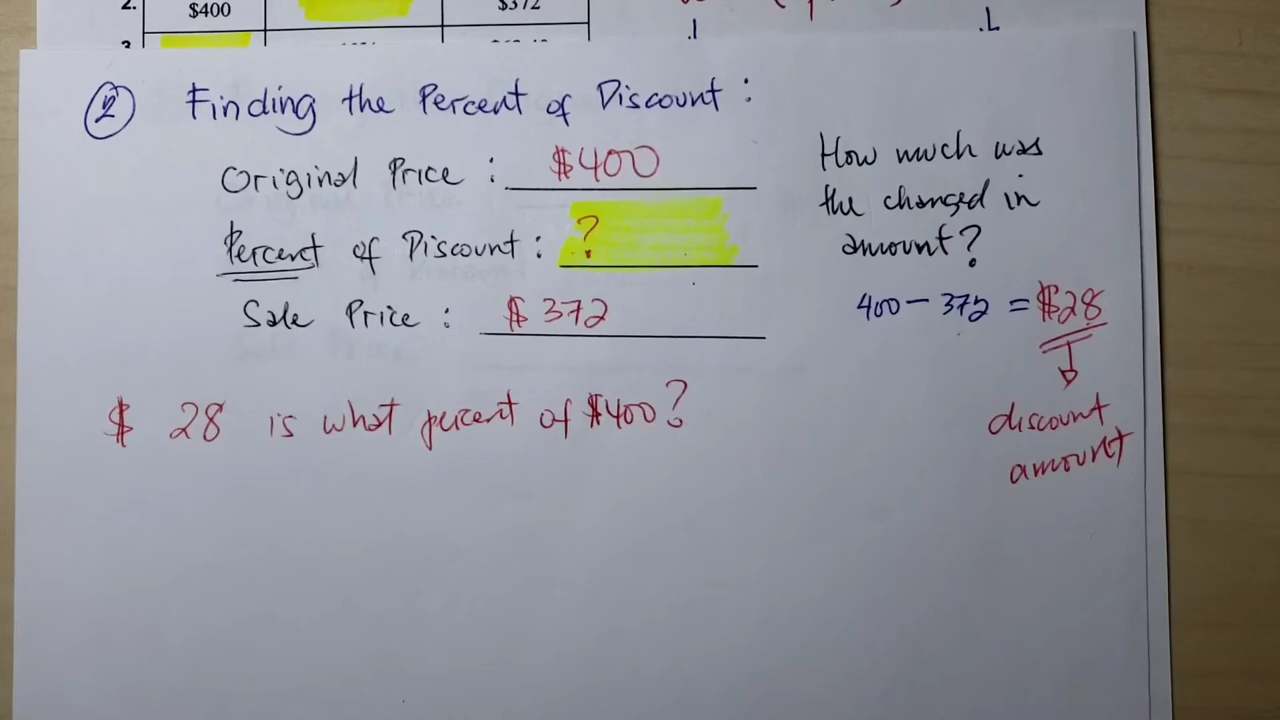 2. $400 $372
② Finding the Percent of Discount:
Original Price: $400
Percent of Discount: ?
Sale Price: $372
How much was
the changed in
amount?
400 - 372 = $28
discount
amount
$ 28 is what percent of $400?